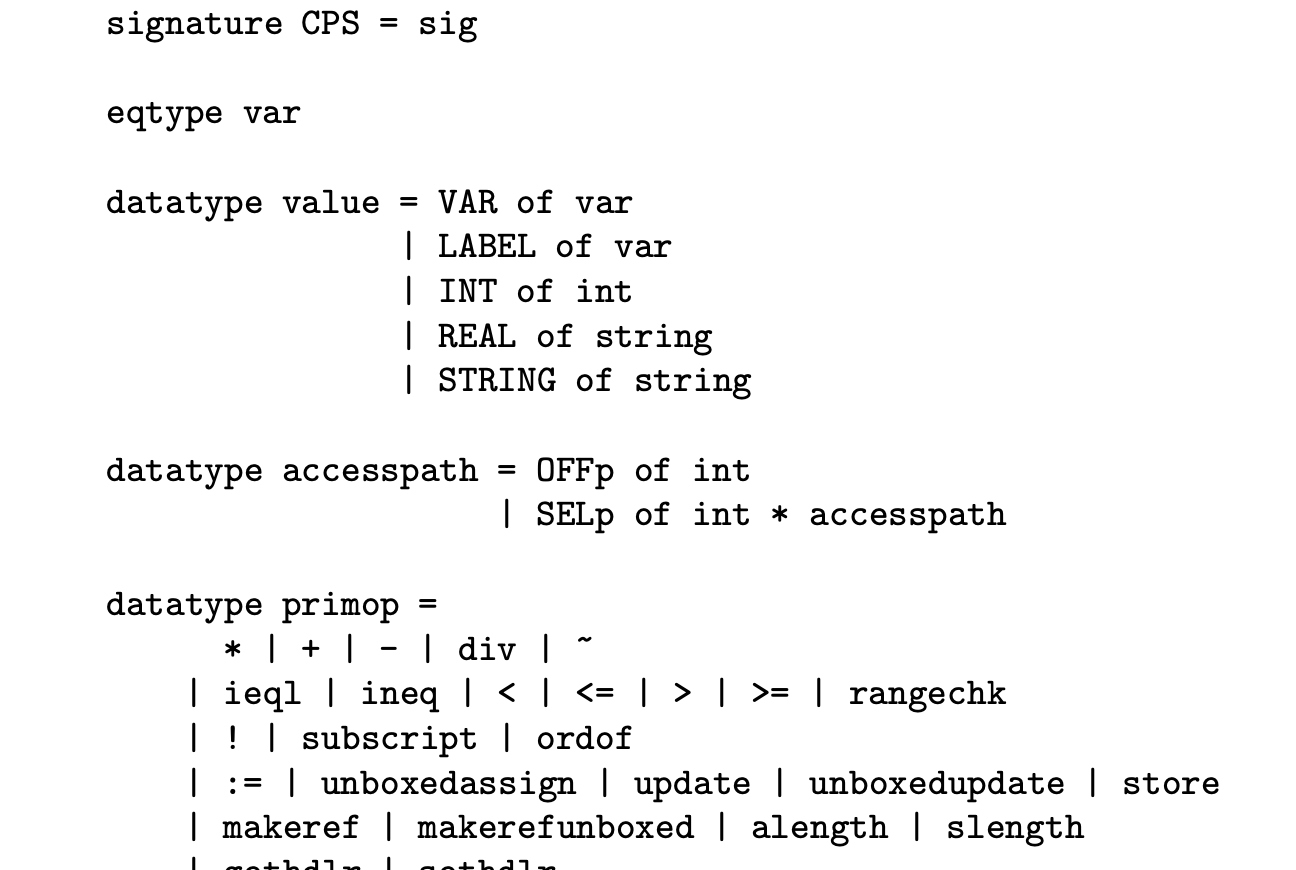 signature CPS = sig
eqtype var
datatype value = VAR of var
| LABEL of var
| INT of int
| REAL of string
| STRING of string
datatype accesspath = OFFp of int
| SELp of int * accesspath
datatype primop =
* | + | - | div | ~
| ieql | ineq | < | <= | > | >= | rangechk
| ! | subscript | ordof
| := | unboxedassign | update | unboxedupdate | store
| makeref | makerefunboxed | alength | slength
| gethdlr | sethdlr